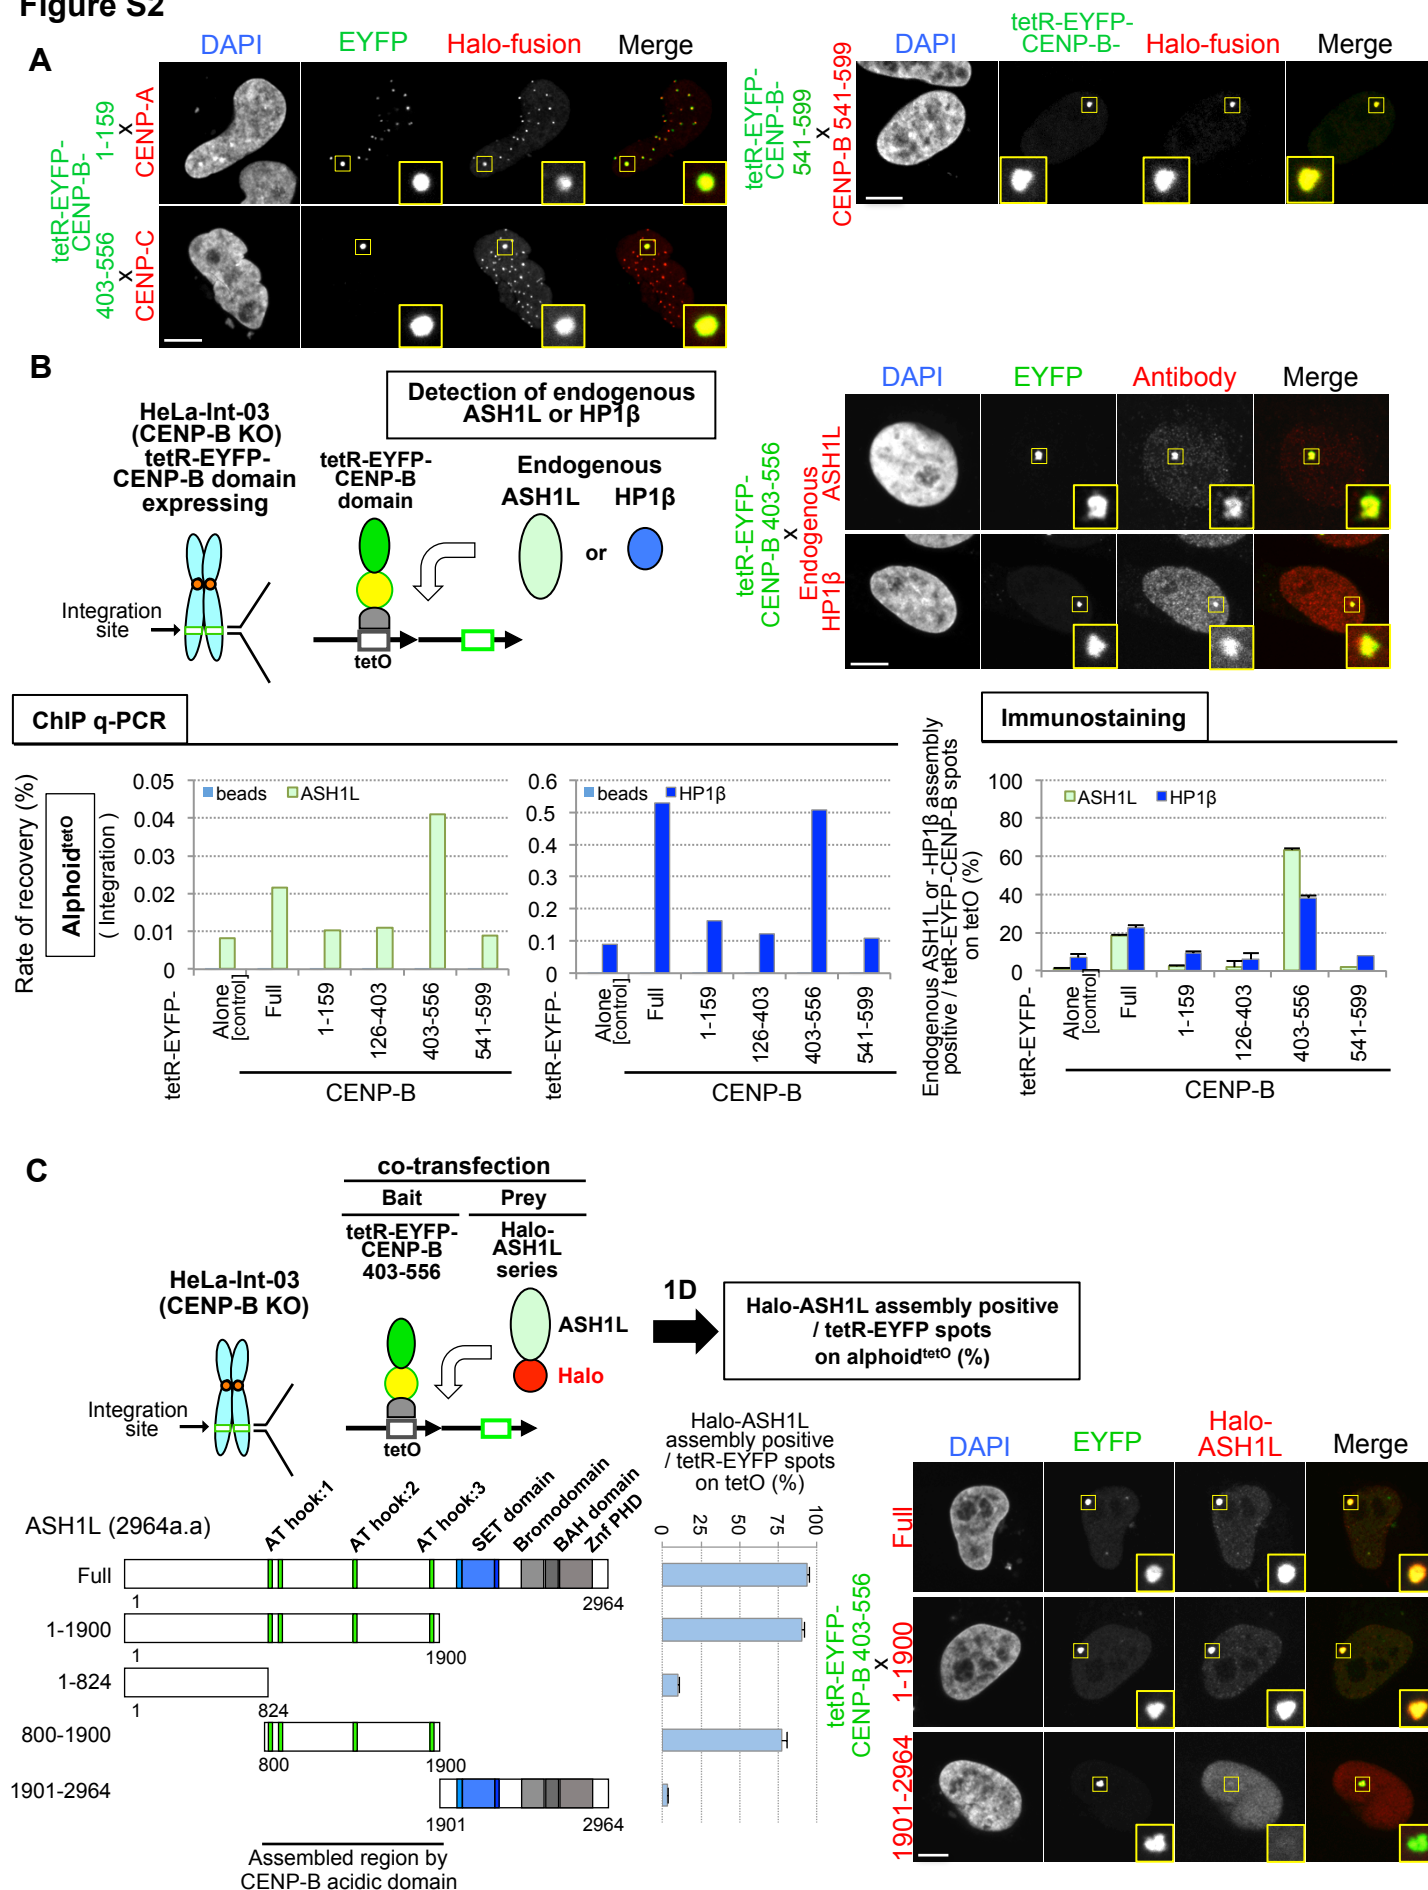 Figure S2
A
DAPI
EYFP
Halo-fusion
Merge
tetR-EYFP-
CENP-B-
1-159
x
CENP-A
403-556
x
CENP-C
DAPI
tetR-EYFP-
CENP-B-
Halo-fusion
Merge
tetR-EYFP-
CENP-B-
541-599
x
CENP-B 541-599
B
HeLa-Int-03
(CENP-B KO)
tetR-EYFP-
CENP-B domain
expressing
Integration
site
Detection of endogenous
ASH1L or HP1β
tetR-EYFP-
CENP-B
domain
Endogenous
ASH1L
HP1β
or
tetO
DAPI
EYFP
Antibody
Merge
tetR-EYFP-
CENP-B 403-556
x
Endogenous
ASH1L
HP1β
ChIP q-PCR
Rate of recovery (%)
Alphoidtet0
( Integration )
0.05
0.04
0.03
0.02
0.01
0
beads
ASH1L
tetR-EYFP-
Alone
[control]
Full
1-159
126-403
403-556
541-599
CENP-B
0.6
0.5
0.4
0.3
0.2
0.1
0
beads
HP1β
tetR-EYFP-
Alone
[control]
Full
1-159
126-403
403-556
541-599
CENP-B
Immunostaining
Endogenous ASH1L or -HP1β assembly
positive / tetR-EYFP-CENP-B spots
on tetO (%)
100
80
60
40
20
0
ASH1L
HP1β
tetR-EYFP-
Alone
[control]
Full
1-159
126-403
403-556
541-599
CENP-B
C
co-transfection
Bait
Prey
tetR-EYFP-
CENP-B
403-556
Halo-
ASH1L
series
HeLa-Int-03
(CENP-B KO)
Integration
site
ASH1L
Halo
tetO
1D
Halo-ASH1L assembly positive
/ tetR-EYFP spots
on alphoidtetO (%)
ASH1L (2964a.a)
AT hook:1
AT hook:2
AT hook:3
SET domain
Bromodomain
BAH domain
Znf PHD
Full
1
2964
1-1900
1
1900
1-824
1
824
800-1900
800
1900
1901-2964
1901
2964
Assembled region by
CENP-B acidic domain
Halo-ASH1L
assembly positive
/ tetR-EYFP spots
on tetO (%)
0
25
50
75
100
DAPI
EYFP
Halo-
ASH1L
Merge
tetR-EYFP-
CENP-B 403-556
x
Full
1-1900
1901-2964